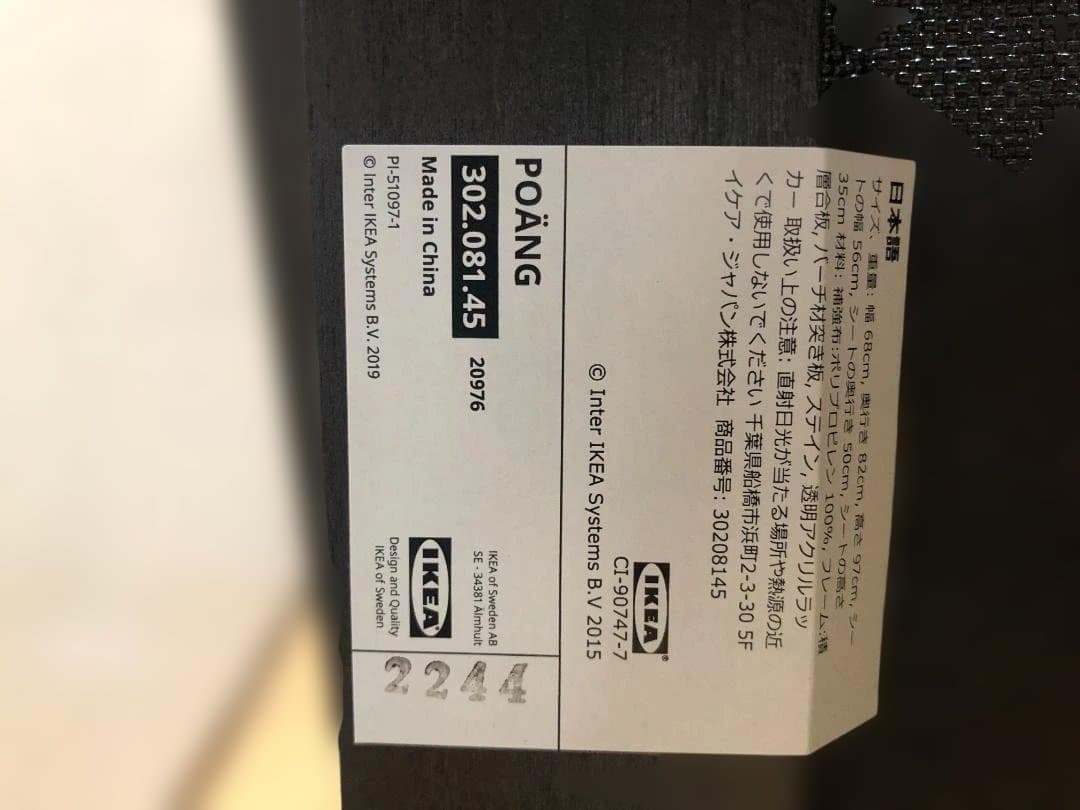 日本語
サイズ、重量: 幅 68cm, 奥行き 82cm, 高さ 97cm, シー
トの幅 56cm, シートの奥行き 50cm, シートの高さ
35cm 材料: 補強布:ポリプロピレン 100%, フレーム:積
層合板, バーチ材突き板, ステイン, 透明アクリルラッ
カー 取扱い上の注意: 直射日光が当たる場所や熱源の近
くで使用しないでください 千葉県船橋市浜町2-3-30 5F
イケア・ジャパン株式会社 商品番号: 30208145
IKEA®
CI-90747-7
© Inter IKEA Systems B.V 2015
POÄNG
302.081.45 20976
Made in China
PI-51097-1
© Inter IKEA Systems B.V. 2019
IKEA of Sweden AB
SE - 34381 Älmhult
IKEA®
Design and Quality
IKEA of Sweden
2244